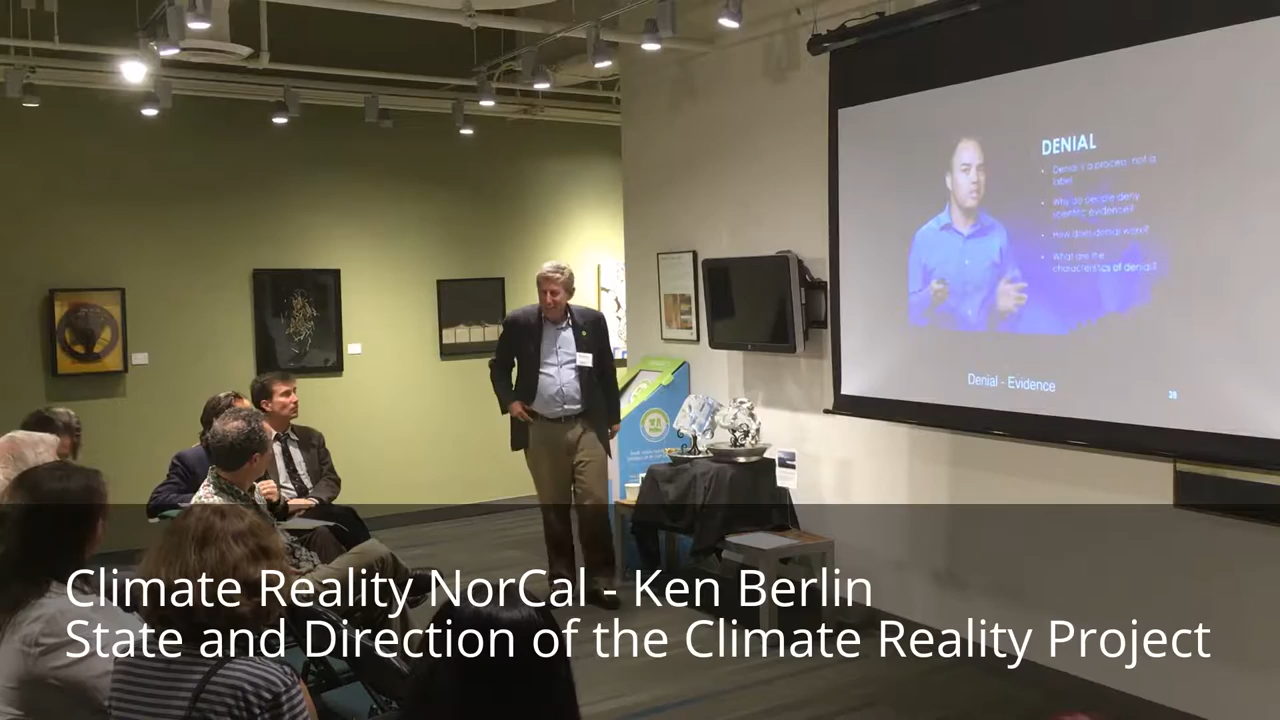 DENIAL
• Denial is a process, not a
label
• Why do people deny
scientific evidence?
• How does denial work?
• What are the
characteristics of denial?
Denial - Evidence
26
Climate Reality NorCal - Ken Berlin
State and Direction of the Climate Reality Project